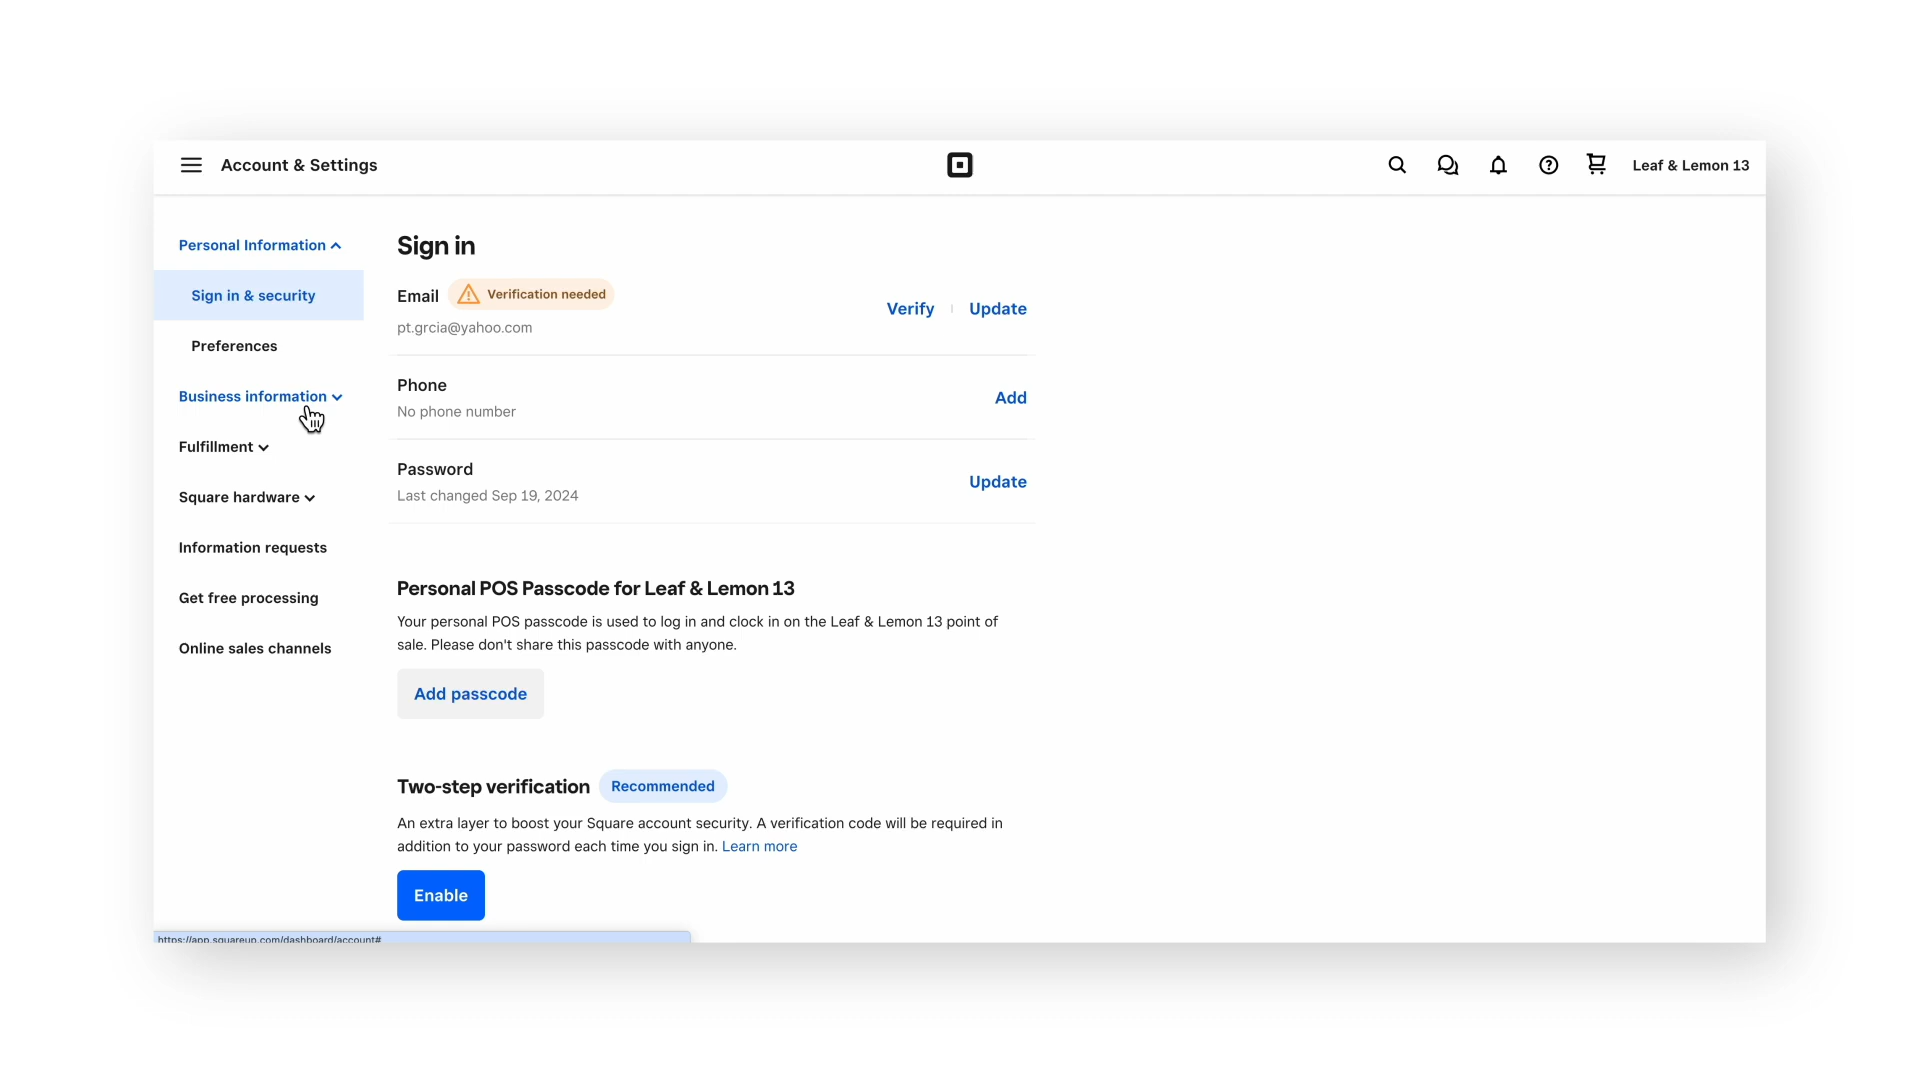 Account & Settings
Leaf & Lemon 13
Personal Information
Sign in & security
Preferences
Business information
Fulfillment
Square hardware
Information requests
Get free processing
Online sales channels
Sign in
Email
Verification needed
pt.grcia@yahoo.com
Verify
Update
Phone
No phone number
Add
Password
Last changed Sep 19, 2024
Update
Personal POS Passcode for Leaf & Lemon 13
Your personal POS passcode is used to log in and clock in on the Leaf & Lemon 13 point of
sale. Please don't share this passcode with anyone.
Add passcode
Two-step verification
Recommended
An extra layer to boost your Square account security. A verification code will be required in
addition to your password each time you sign in. Learn more
Enable
https://app.squareup.com/dashboard/account#